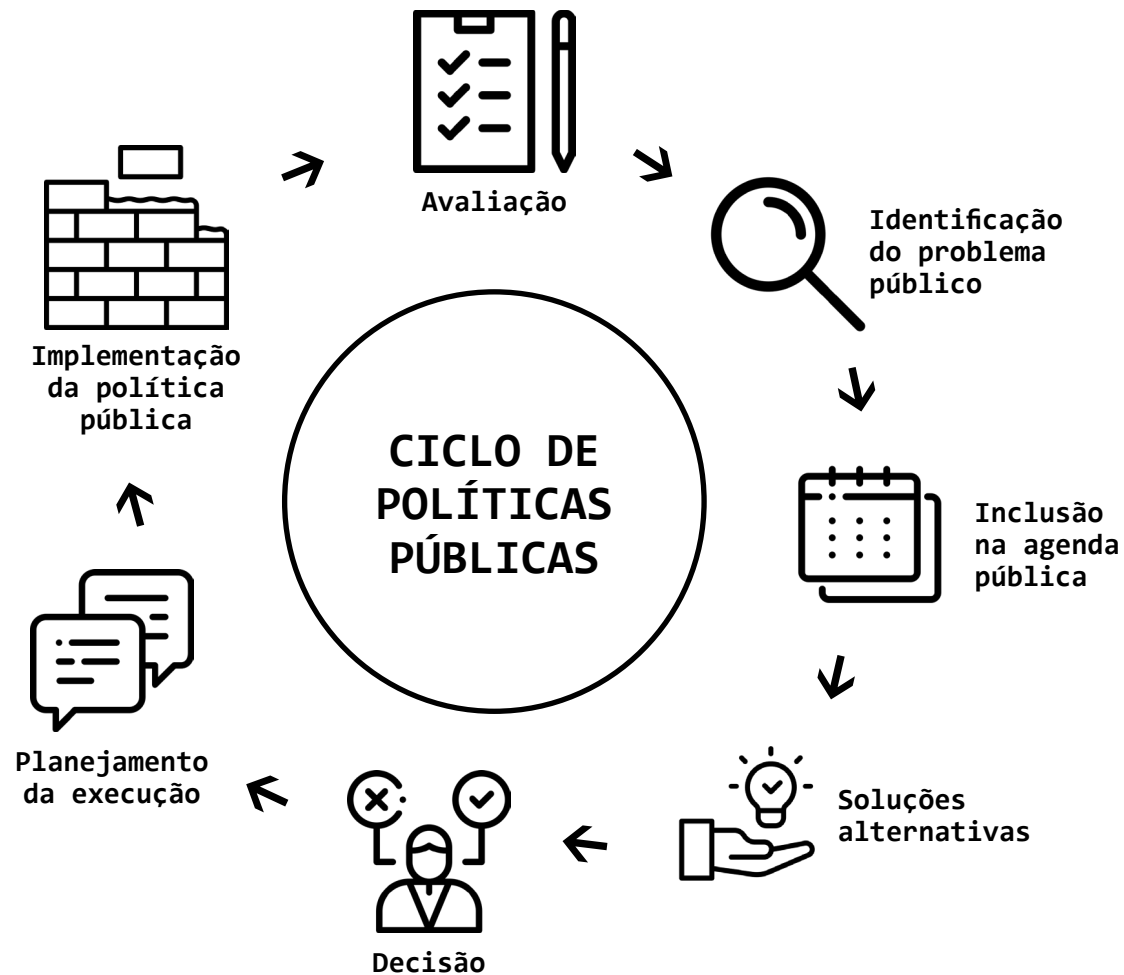 Avaliação
Identificação
do problema
público
Inclusão
na agenda
pública
Soluções
alternativas
Decisão
Planejamento
da execução
Implementação
da política
pública
CICLO DE
POLÍTICAS
PÚBLICAS